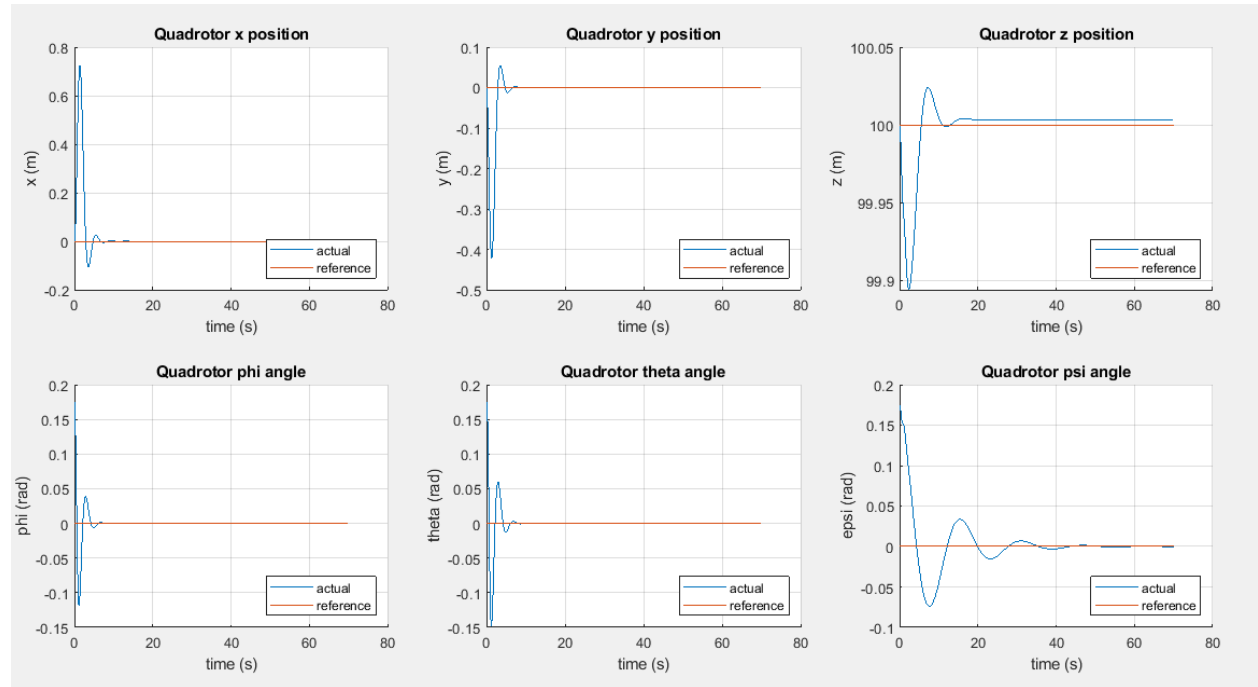 Quadrotor x position
0.8
0.6
0.4
0.2
0
-0.2
x (m)
0 20 40 60 80
time (s)
actual
reference
Quadrotor y position
0.1
0
-0.1
-0.2
-0.3
-0.4
-0.5
y (m)
0 20 40 60 80
time (s)
actual
reference
Quadrotor z position
100.05
100
99.95
99.9
z (m)
0 20 40 60 80
time (s)
actual
reference
Quadrotor phi angle
0.2
0.15
0.1
0.05
0
-0.05
-0.1
-0.15
phi (rad)
0 20 40 60 80
time (s)
actual
reference
Quadrotor theta angle
0.2
0.15
0.1
0.05
0
-0.05
-0.1
-0.15
theta (rad)
0 20 40 60 80
time (s)
actual
reference
Quadrotor psi angle
0.2
0.15
0.1
0.05
0
-0.05
-0.1
epsi (rad)
0 20 40 60 80
time (s)
actual
reference